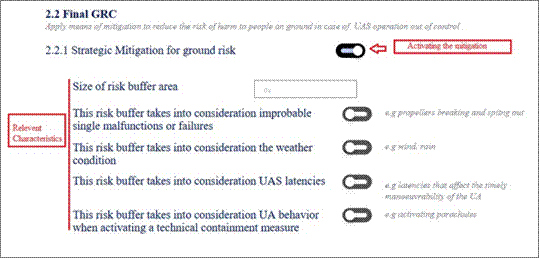 2.2 Final GRC
Apply means of mitigation to reduce the risk of harm to people on ground in case of UAS operation out of control
2.2.1 Strategic Mitigation for ground risk
Activating the mitigation
Size of risk buffer area
This risk buffer takes into consideration improbable
single malfunctions or failures
e.g propellers breaking and spting out
Relevent
Characteristics
This risk buffer takes into consideration the weather
condition
e.g wind, rain
This risk buffer takes into consideration UAS latencies
e.g latencies that affect the timely
manoeuvrability of the UA
This risk buffer takes into consideration UA behavior
when activating a technical containment measure
e.g activating parachutes